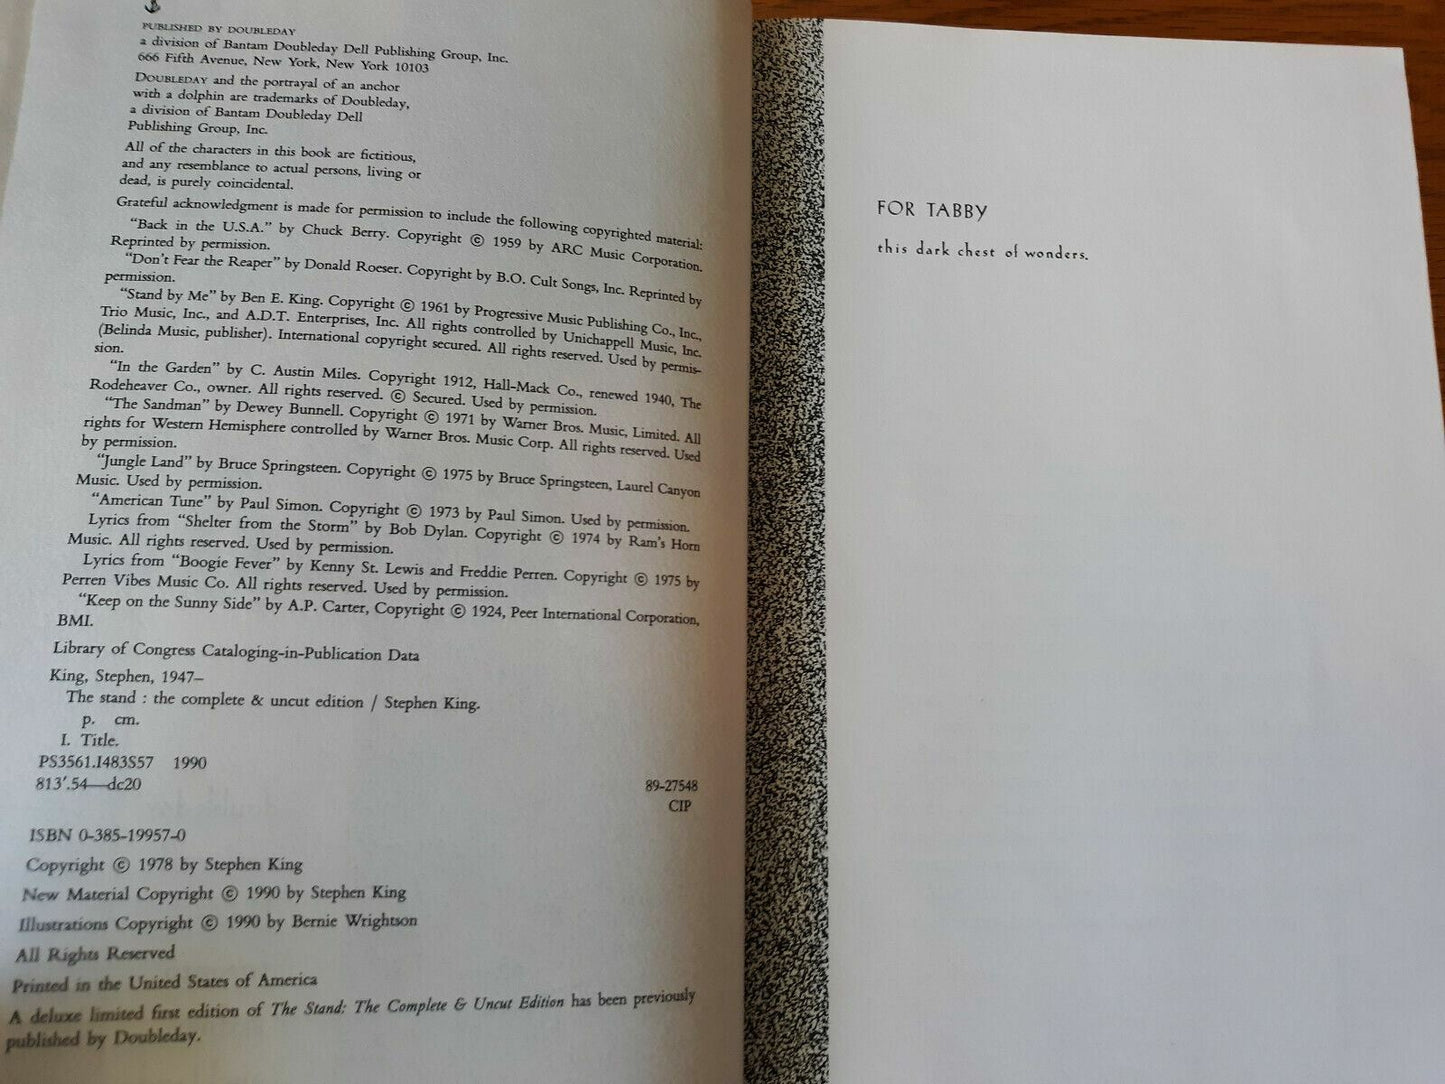 PUBLISHED BY DOUBLEDAY
a division of Bantam Doubleday Dell Publishing Group, Inc.
666 Fifth Avenue, New York, New York 10103
DOUBLEDAY and the portrayal of an anchor
with a dolphin are trademarks of Doubleday,
a division of Bantam Doubleday Dell
Publishing Group, Inc.
All of the characters in this book are fictitious,
and any resemblance to actual persons, living or
dead, is purely coincidental.
Grateful acknowledgment is made for permission to include the following copyrighted material:
"Back in the U.S.A." by Chuck Berry. Copyright © 1959 by ARC Music Corporation.
Reprinted by permission.
"Don't Fear the Reaper" by Donald Roeser. Copyright by B.O. Cult Songs, Inc. Reprinted by
permission.
"Stand by Me" by Ben E. King. Copyright © 1961 by Progressive Music Publishing Co., Inc.,
Trio Music, Inc., and A.D.T. Enterprises, Inc. All rights controlled by Unichappell Music, Inc.
(Belinda Music, publisher). International copyright secured. All rights reserved. Used by permis-
sion.
"In the Garden" by C. Austin Miles. Copyright 1912, Hall-Mack Co., renewed 1940, The
Rodeheaver Co., owner. All rights reserved. © Secured. Used by permission.
"The Sandman" by Dewey Bunnell. Copyright © 1971 by Warner Bros. Music, Limited. All
rights for Western Hemisphere controlled by Warner Bros. Music Corp. All rights reserved. Used
by permission.
"Jungle Land" by Bruce Springsteen. Copyright © 1975 by Bruce Springsteen, Laurel Canyon
Music. Used by permission.
"American Tune" by Paul Simon. Copyright © 1973 by Paul Simon. Used by permission.
Lyrics from "Shelter from the Storm" by Bob Dylan. Copyright © 1974 by Ram's Horn
Music. All rights reserved. Used by permission.
Lyrics from "Boogie Fever" by Kenny St. Lewis and Freddie Perren. Copyright © 1975 by
Perren Vibes Music Co. All rights reserved. Used by permission.
"Keep on the Sunny Side" by A.P. Carter, Copyright © 1924, Peer International Corporation,
BMI.
Library of Congress Cataloging-in-Publication Data
King, Stephen, 1947–
The stand : the complete & uncut edition / Stephen King.
p. cm.
I. Title.
PS3561.I483S57 1990
813'.54—dc20 89-27548
CIP
ISBN 0-385-19957-0
Copyright © 1978 by Stephen King
New Material Copyright © 1990 by Stephen King
Illustrations Copyright © 1990 by Bernie Wrightson
All Rights Reserved
Printed in the United States of America
A deluxe limited first edition of The Stand: The Complete & Uncut Edition has been previously
published by Doubleday.
FOR TABBY
this dark chest of wonders.